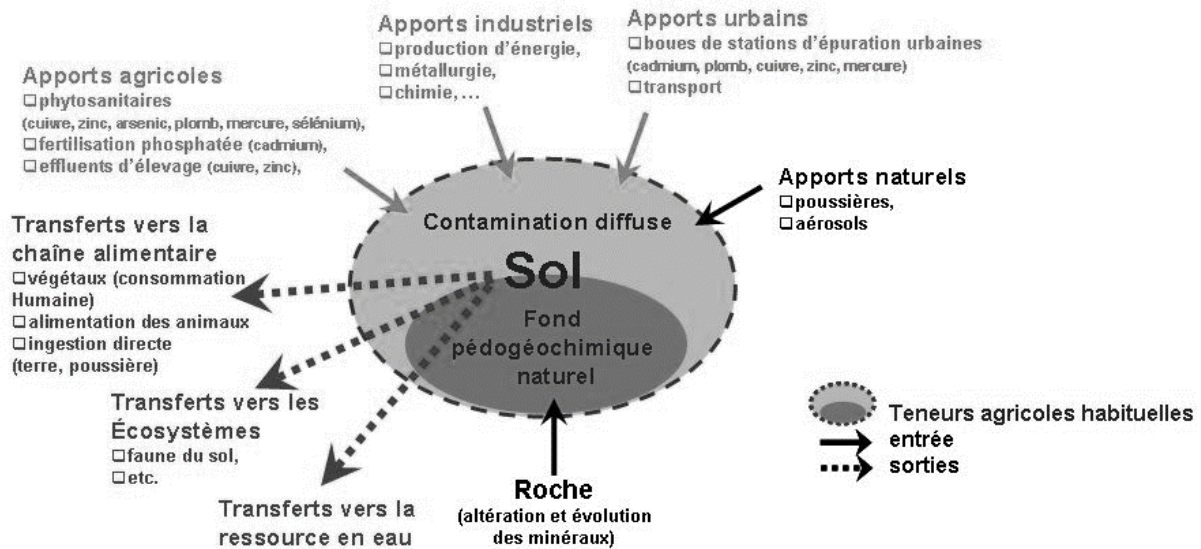 Apports industriels
❑production d'énergie,
❑métallurgie,
❑chimie,…
Apports urbains
❑boues de stations d'épuration urbaines
(cadmium, plomb, cuivre, zinc, mercure)
❑transport
Apports agricoles
❑phytosanitaires
(cuivre, zinc, arsenic, plomb, mercure, sélénium),
❑fertilisation phosphatée (cadmium),
❑effluents d'élevage (cuivre, zinc),
Apports naturels
❑poussières,
❑aérosols
Contamination diffuse
Sol
Fond
pédogéochimique
naturel
Transferts vers la
chaîne alimentaire
❑végétaux (consommation
Humaine)
❑alimentation des animaux
❑ingestion directe
(terre, poussière)
Transferts vers les
Écosystèmes
❑faune du sol,
❑etc.
Transferts vers la
ressource en eau
Roche
(altération et évolution
des minéraux)
Teneurs agricoles habituelles
entrée
sorties